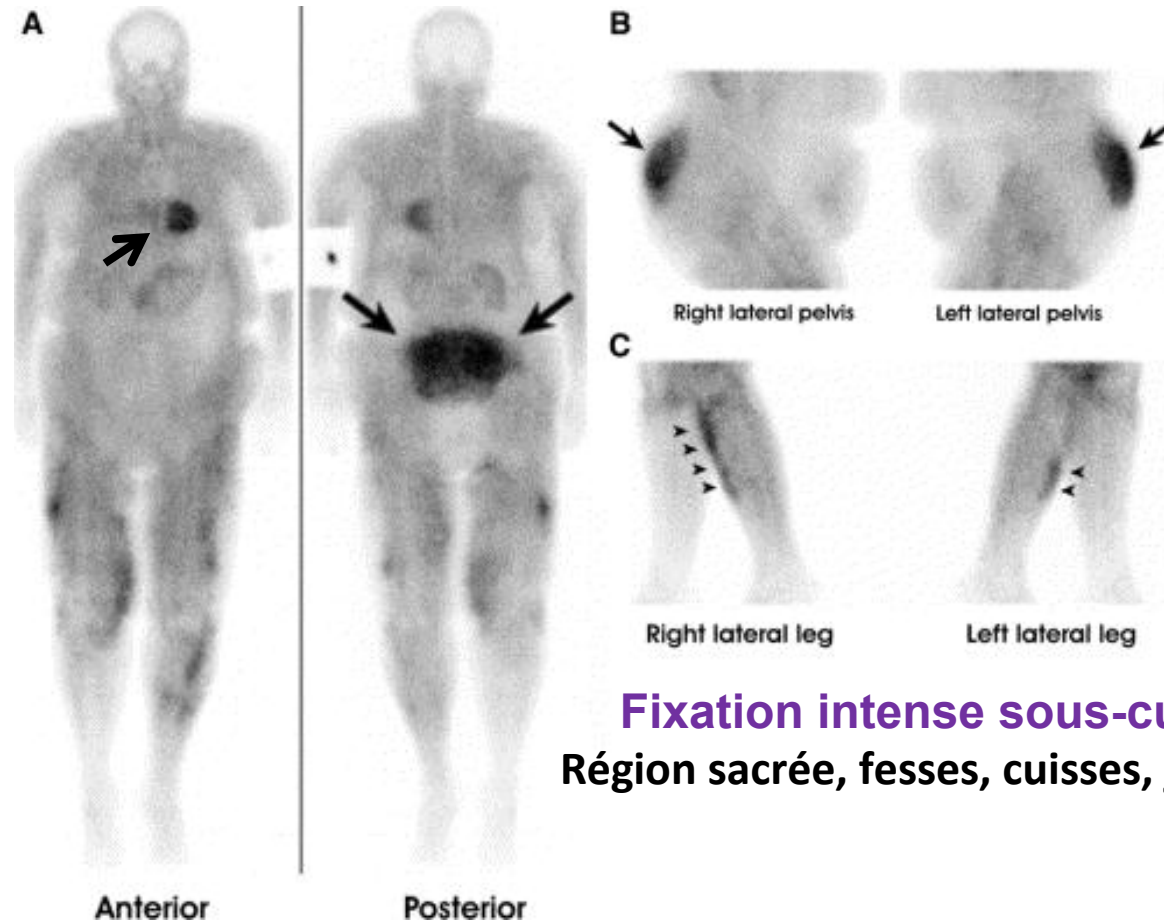 A
B
Right lateral pelvis Left lateral pelvis
C
Right lateral leg Left lateral leg
Fixation intense
Région sacrée, fesses, cuisses,
Anterior Posterior